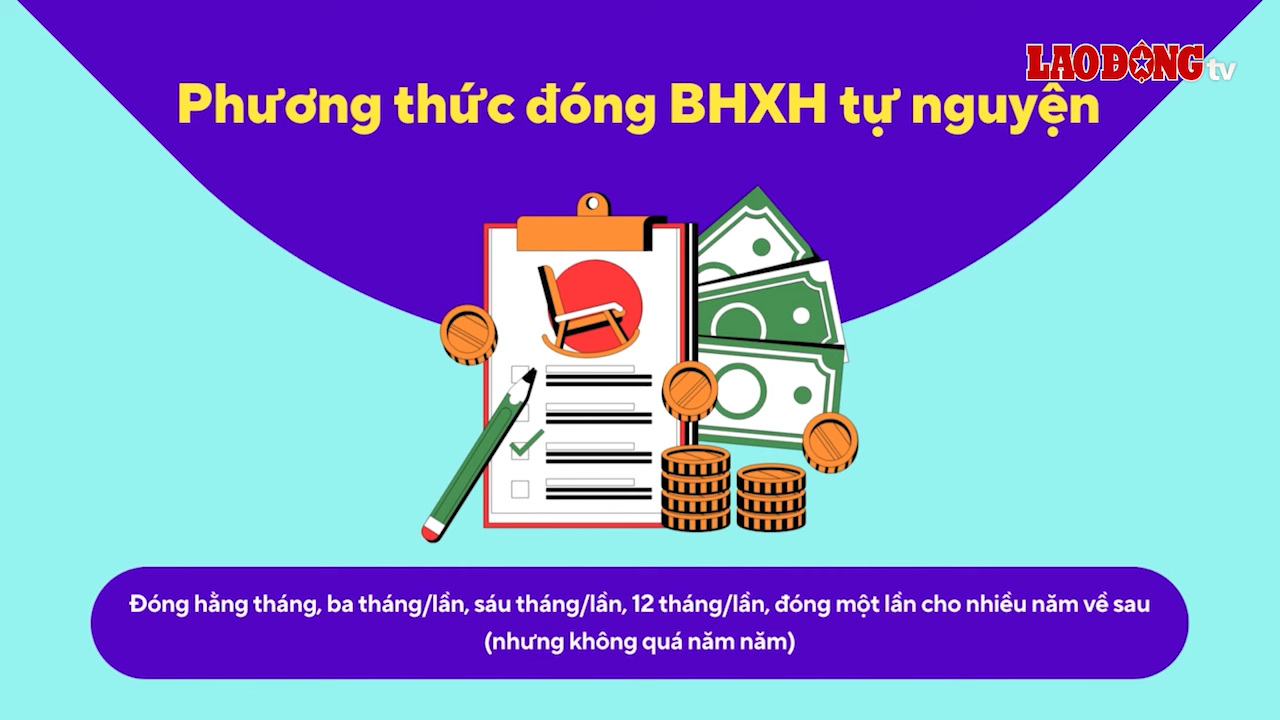 LAO ĐỘNG tv
Phương thức đóng BHXH tự nguyện
Đóng hằng tháng, ba tháng/lần, sáu tháng/lần, 12 tháng/lần, đóng một lần cho nhiều năm về sau
(nhưng không quá năm năm)